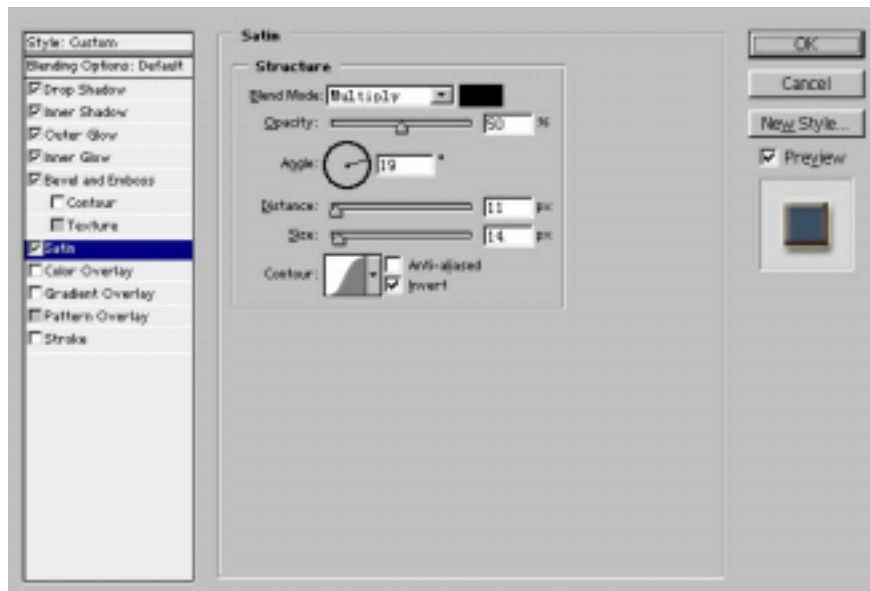 Style: Custom
Blending Options: Default
Drop Shadow
Inner Shadow
Outer Glow
Inner Glow
Bevel and Emboss
Contour
Texture
Satin
Color Overlay
Gradient Overlay
Pattern Overlay
Stroke
Satin
Structure
Blend Mode: Multiply
Opacity: 50 %
Angle: 19 °
Distance: 11 px
Size: 14 px
Contour: Anti-aliased
Invert
OK
Cancel
New Style...
Preview